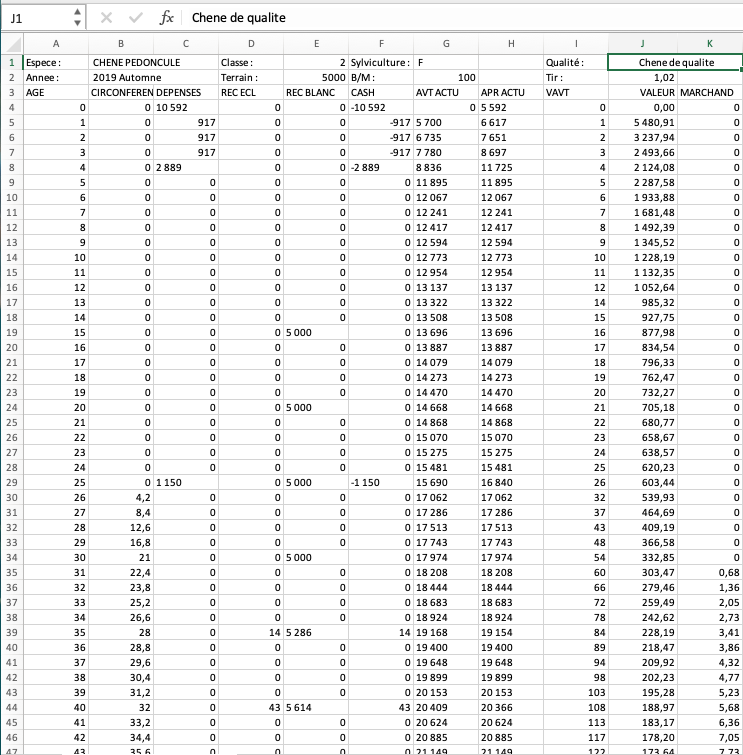 J1 fx Chene de qualite
A B C D E F G H I J K
1 Espece : CHENE PEDONCULE Classe : 2 Sylviculture : F Qualité : Chene de qualite
2 Annee : 2019 Automne Terrain : 5000 B/M : 100 Tir : 1,02
3 AGE CIRCONFEREN DEPENSES REC ECL REC BLANC CASH AVT ACTU APR ACTU VAVT VALEUR MARCHAND
4 0 0 10 592 0 0 -10 592 0 5 592 0 0,00 0
5 1 0 917 0 0 -917 5 700 6 617 1 5 480,91 0
6 2 0 917 0 0 -917 6 735 7 651 2 3 237,94 0
7 3 0 917 0 0 -917 7 780 8 697 3 2 493,66 0
8 4 0 2 889 0 0 -2 889 8 836 11 725 4 2 124,08 0
9 5 0 0 0 0 0 11 895 11 895 5 2 287,58 0
10 6 0 0 0 0 0 12 067 12 067 6 1 933,88 0
11 7 0 0 0 0 0 12 241 12 241 7 1 681,48 0
12 8 0 0 0 0 0 12 417 12 417 8 1 492,39 0
13 9 0 0 0 0 0 12 594 12 594 9 1 345,52 0
14 10 0 0 0 0 0 12 773 12 773 10 1 228,19 0
15 11 0 0 0 0 0 12 954 12 954 11 1 132,35 0
16 12 0 0 0 0 0 13 137 13 137 12 1 052,64 0
17 13 0 0 0 0 0 13 322 13 322 14 985,32 0
18 14 0 0 0 0 0 13 508 13 508 15 927,75 0
19 15 0 0 0 5 000 0 13 696 13 696 16 877,98 0
20 16 0 0 0 0 0 13 887 13 887 17 834,54 0
21 17 0 0 0 0 0 14 079 14 079 18 796,33 0
22 18 0 0 0 0 0 14 273 14 273 19 762,47 0
23 19 0 0 0 0 0 14 470 14 470 20 732,27 0
24 20 0 0 0 5 000 0 14 668 14 668 21 705,18 0
25 21 0 0 0 0 0 14 868 14 868 22 680,77 0
26 22 0 0 0 0 0 15 070 15 070 23 658,67 0
27 23 0 0 0 0 0 15 275 15 275 24 638,57 0
28 24 0 0 0 0 0 15 481 15 481 25 620,23 0
29 25 0 1 150 0 5 000 -1 150 15 690 16 840 26 603,44 0
30 26 4,2 0 0 0 0 17 062 17 062 32 539,93 0
31 27 8,4 0 0 0 0 17 286 17 286 37 464,69 0
32 28 12,6 0 0 0 0 17 513 17 513 43 409,19 0
33 29 16,8 0 0 0 0 17 743 17 743 48 366,58 0
34 30 21 0 0 5 000 0 17 974 17 974 54 332,85 0
35 31 22,4 0 0 0 0 18 208 18 208 60 303,47 0,68
36 32 23,8 0 0 0 0 18 444 18 444 66 279,46 1,36
37 33 25,2 0 0 0 0 18 683 18 683 72 259,49 2,05
38 34 26,6 0 0 0 0 18 924 18 924 78 242,62 2,73
39 35 28 0 14 5 286 14 19 168 19 154 84 228,19 3,41
40 36 28,8 0 0 0 0 19 400 19 400 89 218,47 3,86
41 37 29,6 0 0 0 0 19 648 19 648 94 209,92 4,32
42 38 30,4 0 0 0 0 19 899 19 899 98 202,23 4,77
43 39 31,2 0 0 0 0 20 153 20 153 103 195,28 5,23
44 40 32 0 43 5 614 43 20 409 20 366 108 188,97 5,68
45 41 33,2 0 0 0 0 20 624 20 624 113 183,17 6,36
46 42 34,4 0 0 0 0 20 885 20 885 117 178,20 7,05
47 43 35,6 0 0 0 0 21 149 21 149 122 173,64 7,73